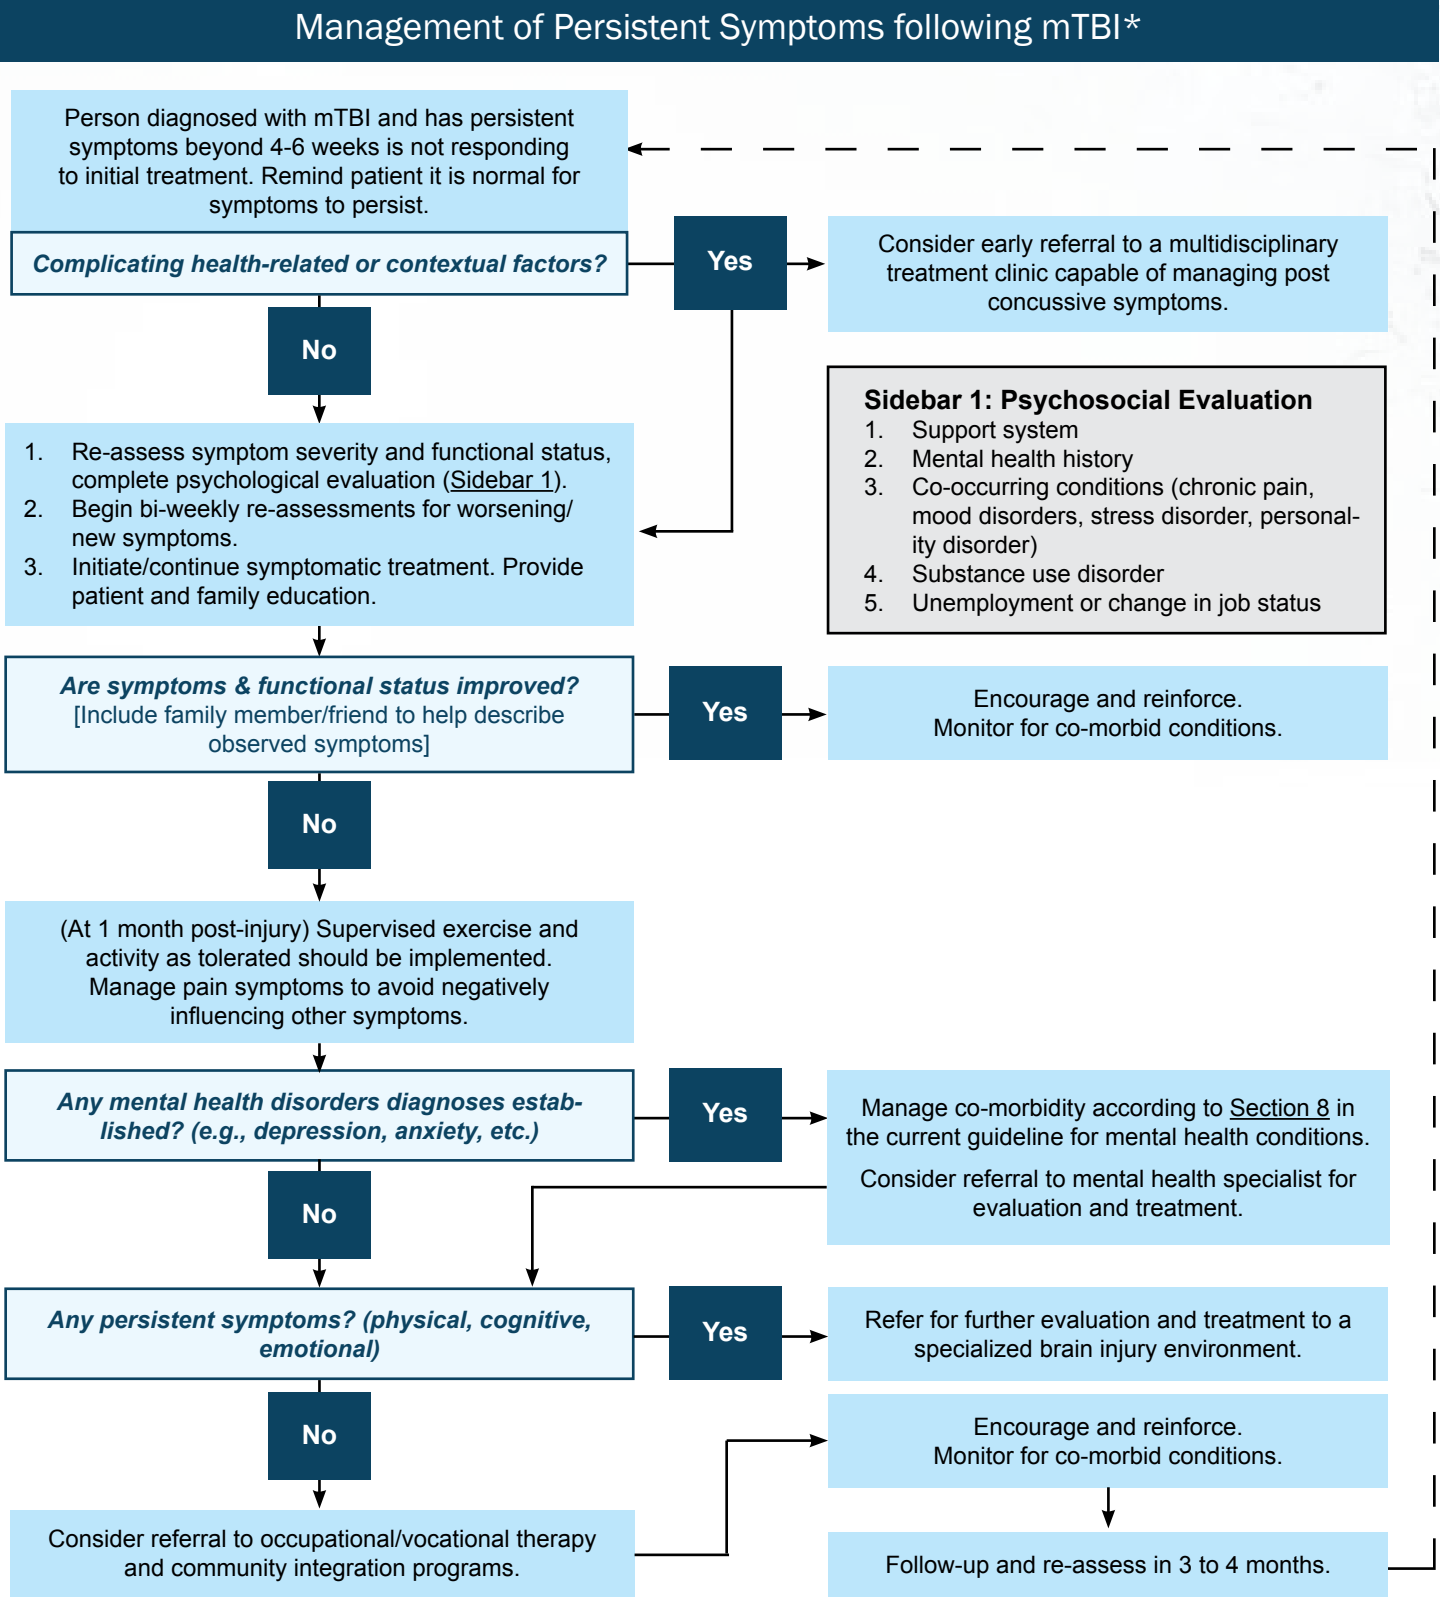 Management of Persistent Symptoms following mTBI*
Person diagnosed with mTBI and has persistent
symptoms beyond 4-6 weeks is not responding
to initial treatment. Remind patient it is normal for
symptoms to persist.
Complicating health-related or contextual factors?
Yes
Consider early referral to a multidisciplinary
treatment clinic capable of managing post
concussive symptoms.
No
Sidebar 1: Psychosocial Evaluation
1. Support system
2. Mental health history
3. Co-occurring conditions (chronic pain,
mood disorders, stress disorder, personal-
ity disorder)
4. Substance use disorder
5. Unemployment or change in job status
1. Re-assess symptom severity and functional status,
complete psychological evaluation (Sidebar 1).
2. Begin bi-weekly re-assessments for worsening/
new symptoms.
3. Initiate/continue symptomatic treatment. Provide
patient and family education.
Are symptoms & functional status improved?
[Include family member/friend to help describe
observed symptoms]
Yes
Encourage and reinforce.
Monitor for co-morbid conditions.
No
(At 1 month post-injury) Supervised exercise and
activity as tolerated should be implemented.
Manage pain symptoms to avoid negatively
influencing other symptoms.
Any mental health disorders diagnoses estab-
lished? (e.g., depression, anxiety, etc.)
Yes
Manage co-morbidity according to Section 8 in
the current guideline for mental health conditions.
Consider referral to mental health specialist for
evaluation and treatment.
No
Any persistent symptoms? (physical, cognitive,
emotional)
Yes
Refer for further evaluation and treatment to a
specialized brain injury environment.
No
Encourage and reinforce.
Monitor for co-morbid conditions.
Consider referral to occupational/vocational therapy
and community integration programs.
Follow-up and re-assess in 3 to 4 months.